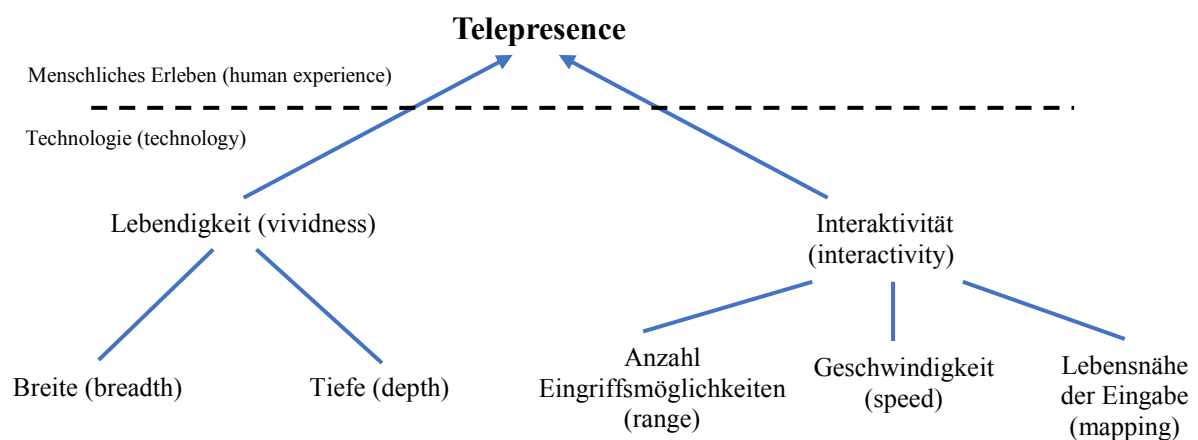 Telepresence
Menschliches Erleben (human experience)
Technologie (technology)
Lebendigkeit (vividness)
Interaktivität
(interactivity)
Breite (breadth)
Tiefe (depth)
Anzahl
Eingriffsmöglichkeiten
(range)
Geschwindigkeit
(speed)
Lebensnähe
der Eingabe
(mapping)